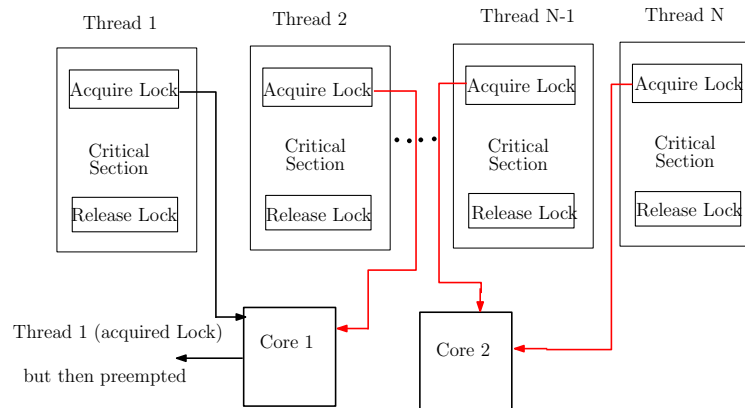 Thread 1
Thread 2
Thread N-1
Thread N
Acquire Lock
Acquire Lock
Acquire Lock
Acquire Lock
Critical
Section
Critical
Section
Critical
Section
Critical
Section
Release Lock
Release Lock
Release Lock
Release Lock
Thread 1 (acquired Lock)
but then preempted
Core 1
Core 2